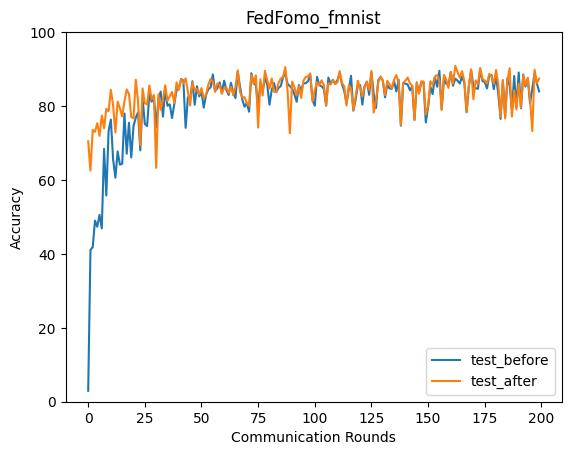 FedFomo_fmnist
100
80
60
40
20
0
Accuracy
0 25 50 75 100 125 150 175 200
Communication Rounds
test_before
test_after